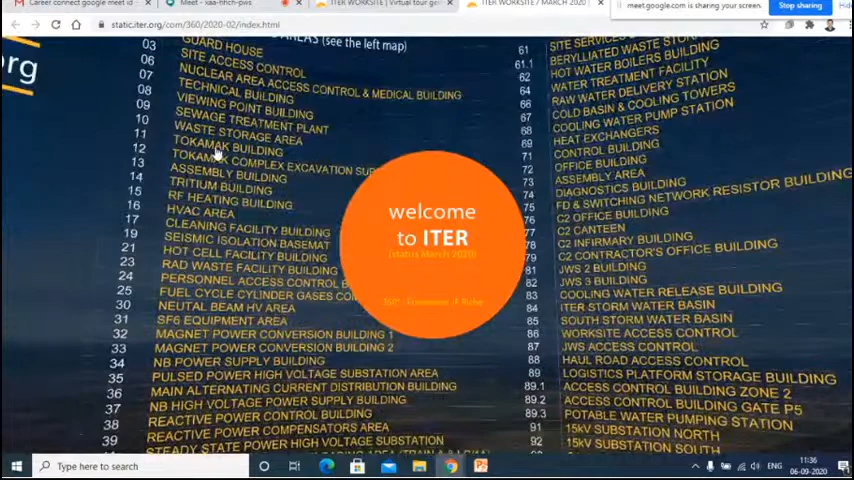 Career connect google meet id -
Meet - xaa-hhch-pws
ITER WORKSITE | Virtual tour
ITER WORKSITE / MARCH 2020 |
meet.google.com is sharing your screen.
Stop sharing
static.iter.org/com/360/2020-02/index.html
rg
AREAS (see the left map)
03 GUARD HOUSE
06 SITE ACCESS CONTROL
07 NUCLEAR AREA ACCESS CONTROL & MEDICAL BUILDING
08 TECHNICAL BUILDING
09 VIEWING POINT BUILDING
10 SEWAGE TREATMENT PLANT
11 WASTE STORAGE AREA
12 TOKAMAK BUILDING
13 TOKAMAK COMPLEX EXCAVATION
14 ASSEMBLY BUILDING
15 TRITIUM BUILDING
16 RF HEATING BUILDING
17 HVAC AREA
19 CLEANING FACILITY BUILDING
21 SEISMIC ISOLATION BASEMAT
23 HOT CELL FACILITY BUILDING
24 RAD WASTE FACILITY BUILDING
25 PERSONNEL ACCESS CONTROL
30 FUEL CYCLE CYLINDER GASES
31 NEUTAL BEAM HV AREA
32 SF6 EQUIPMENT AREA
33 MAGNET POWER CONVERSION BUILDING 1
34 MAGNET POWER CONVERSION BUILDING 2
35 NB POWER SUPPLY BUILDING
36 PULSED POWER HIGH VOLTAGE SUBSTATION AREA
37 MAIN ALTERNATING CURRENT DISTRIBUTION BUILDING
38 NB HIGH VOLTAGE POWER SUPPLY BUILDING
39 REACTIVE POWER CONTROL BUILDING
REACTIVE POWER COMPENSATORS AREA
STEADY STATE POWER HIGH VOLTAGE SUBSTATION
welcome
to ITER
(status March 2020)
61 SITE SERVICES
61.1 BERYLLIATED WASTE
62 HOT WATER BOILERS BUILDING
64 WATER TREATMENT FACILITY
66 RAW WATER DELIVERY STATION
67 COLD BASIN & COOLING TOWERS
68 COOLING WATER PUMP STATION
69 HEAT EXCHANGERS
71 CONTROL BUILDING
72 OFFICE BUILDING
73 ASSEMBLY AREA
74 DIAGNOSTICS BUILDING
75 FD & SWITCHING NETWORK RESISTOR BUILDING
76 C2 OFFICE BUILDING
77 C2 CANTEEN
78 C2 INFIRMARY BUILDING
79 C2 CONTRACTOR'S OFFICE BUILDING
81 JWS 2 BUILDING
82 JWS 3 BUILDING
83 COOLING WATER RELEASE BUILDING
84 ITER STORM WATER BASIN
85 SOUTH STORM WATER BASIN
86 WORKSITE ACCESS CONTROL
87 JWS ACCESS CONTROL
88 HAUL ROAD ACCESS CONTROL
89 LOGISTICS PLATFORM STORAGE BUILDING
89.1 ACCESS CONTROL BUILDING ZONE 2
89.2 ACCESS CONTROL BUILDING GATE P5
89.3 POTABLE WATER PUMPING STATION
91 15kV SUBSTATION NORTH
92 15kV SUBSTATION SOUTH
Type here to search
ENG
11:36
06-09-2020